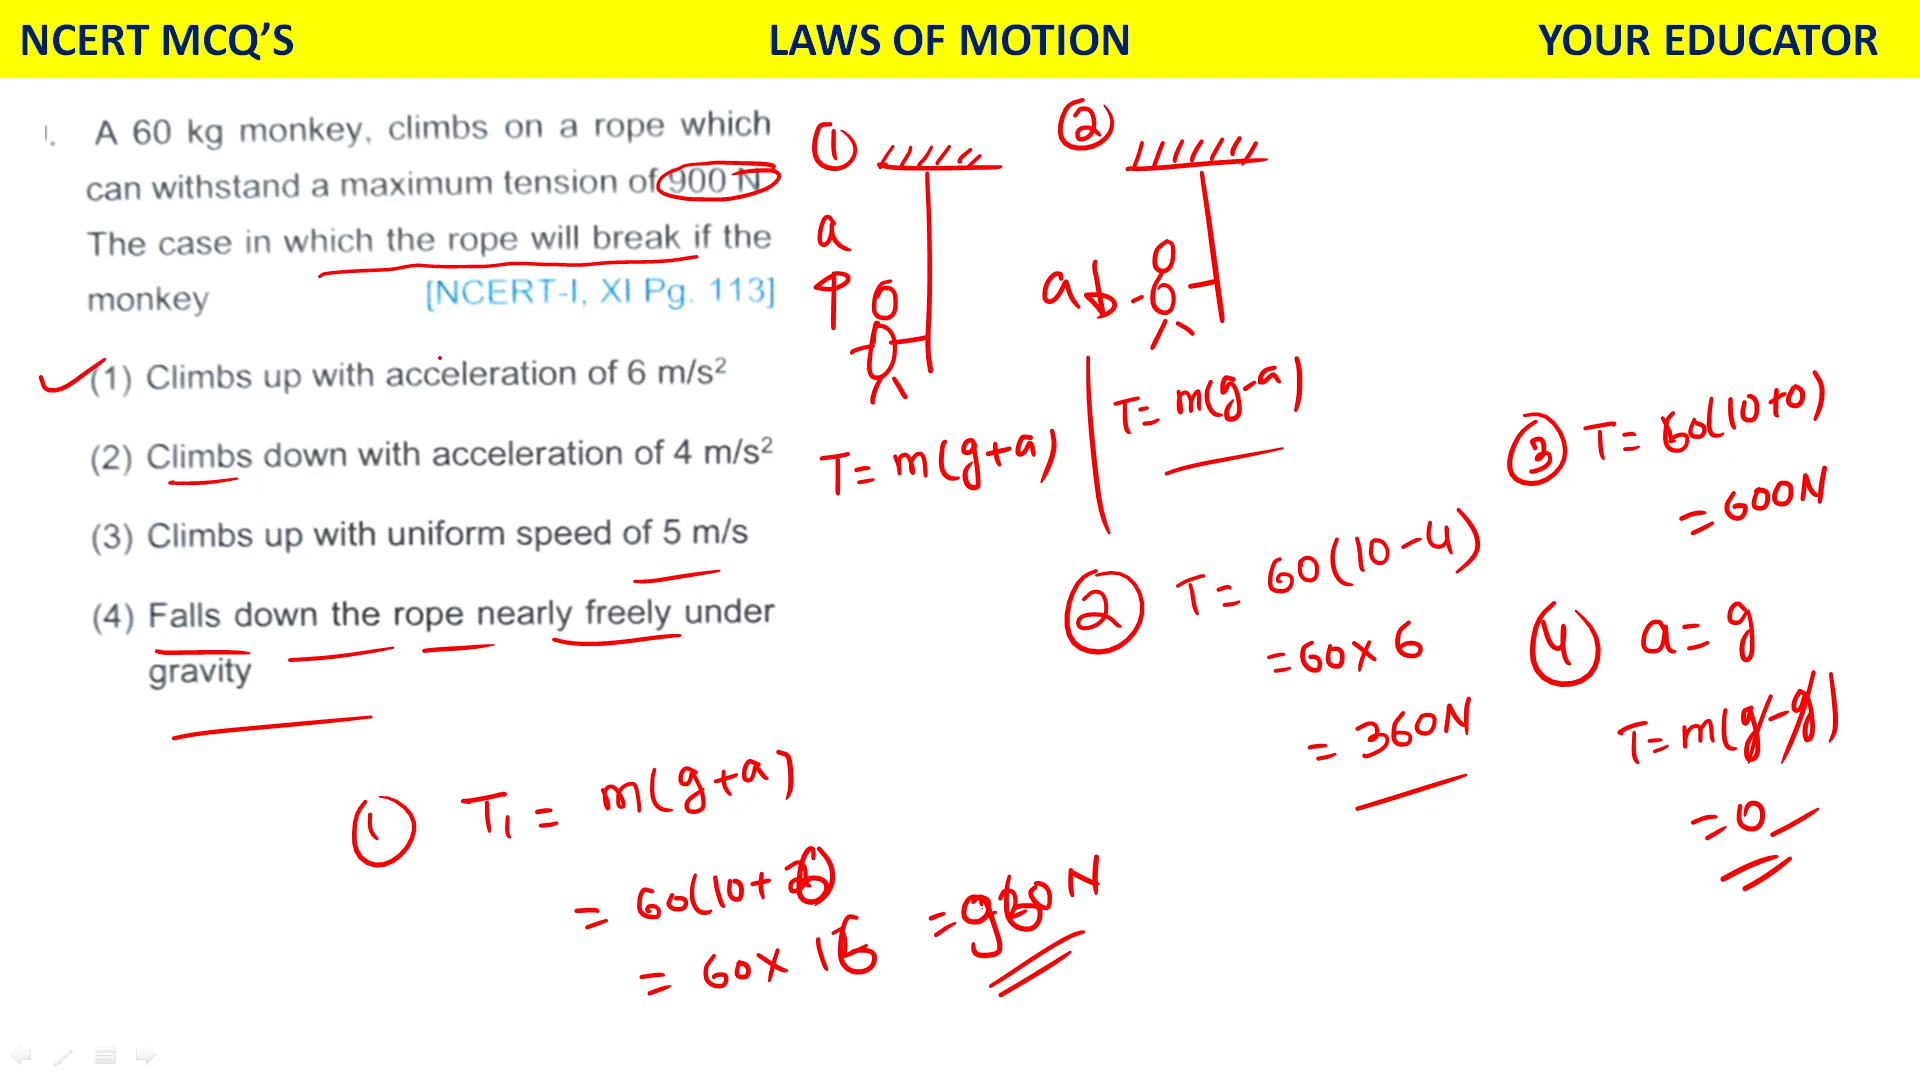 NCERT MCQ'S LAWS OF MOTION YOUR EDUCATOR
. A 60 kg monkey, climbs on a rope which
can withstand a maximum tension of 900 N
The case in which the rope will break if the
monkey [NCERT-I, XI Pg. 113]
(1) Climbs up with acceleration of 6 m/s²
(2) Climbs down with acceleration of 4 m/s²
(3) Climbs up with uniform speed of 5 m/s
(4) Falls down the rope nearly freely under
gravity
①
a
T= m(g+a)
②
a
T= m(g-a)
① T₁ = m(g+a)
= 60(10+6)
= 60×16 = 960N
② T= 60(10-4)
=60×6
= 360N
③ T= 60(10+0)
=600N
④ a=g
T= m(g-g)
=0